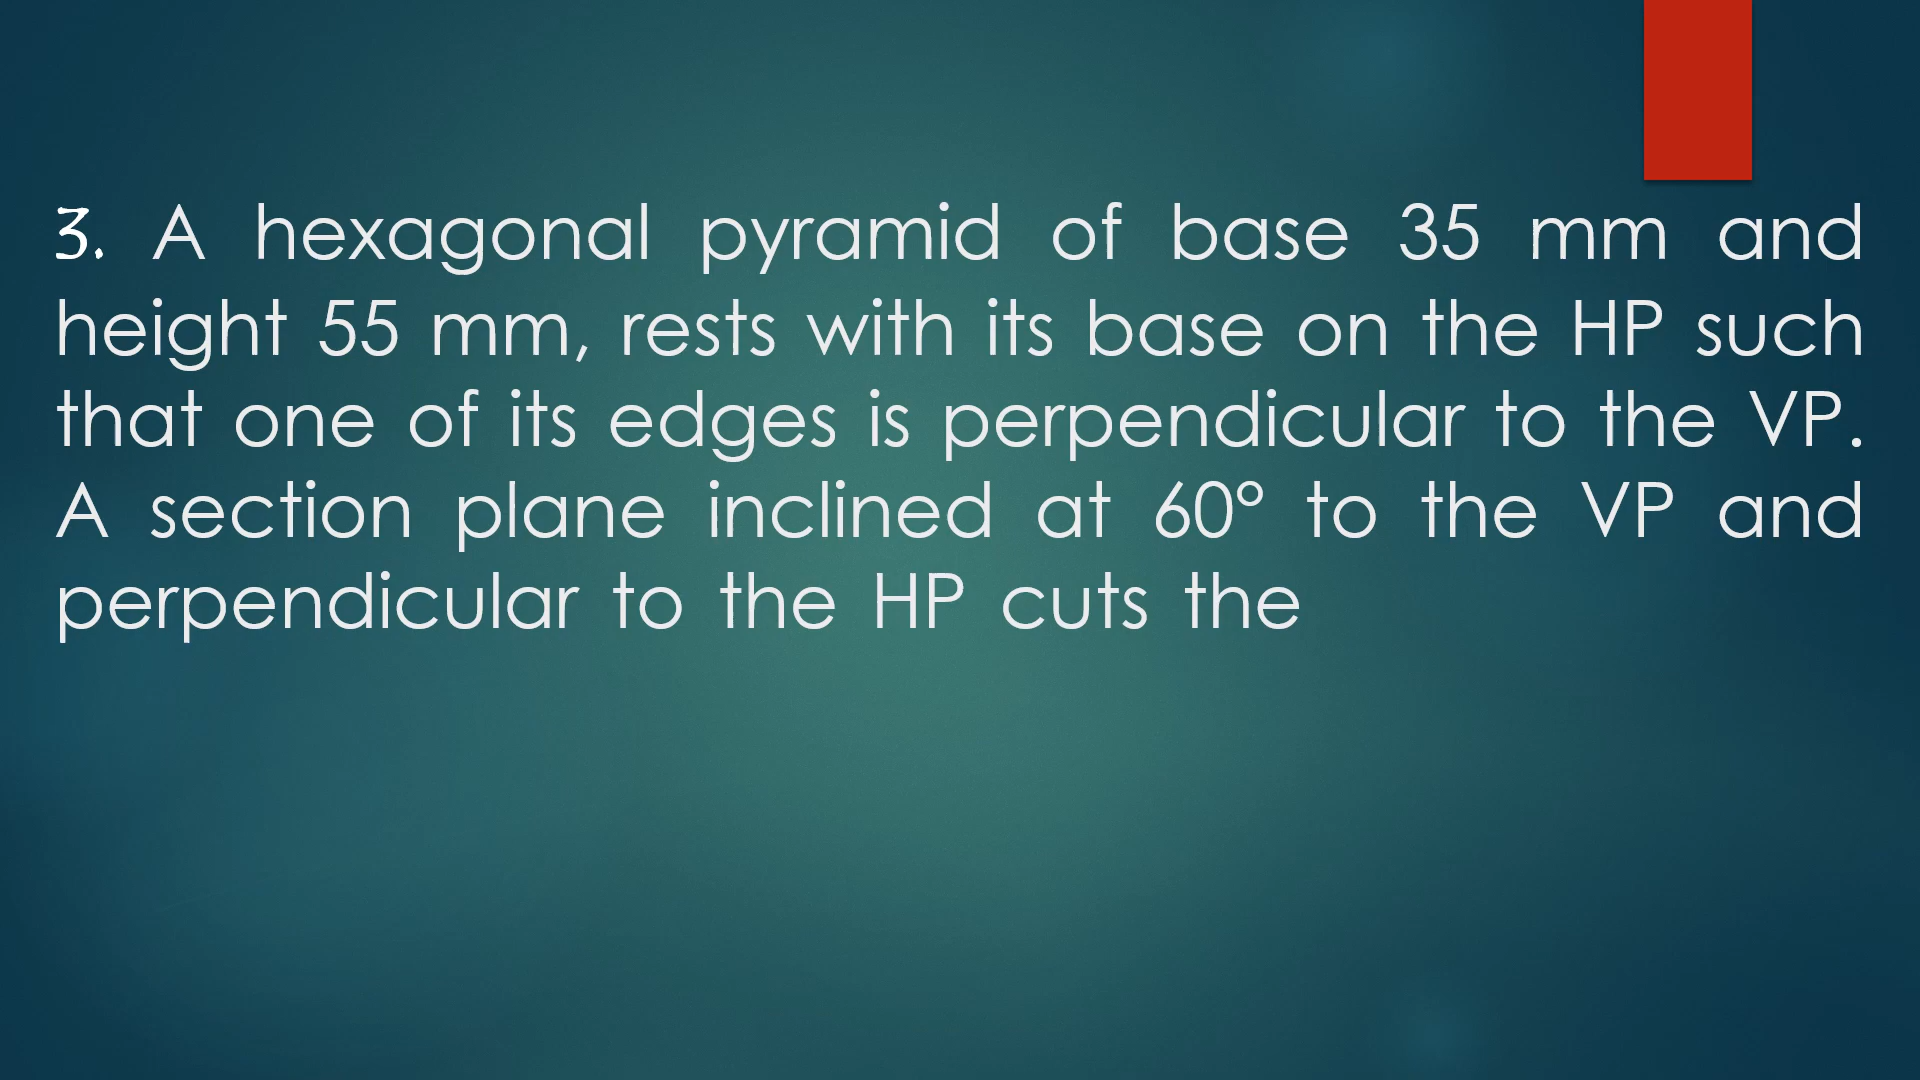 3. A hexagonal pyramid of base 35 mm and
height 55 mm, rests with its base on the HP such
that one of its edges is perpendicular to the VP.
A section plane inclined at 60° to the VP and
perpendicular to the HP cuts the